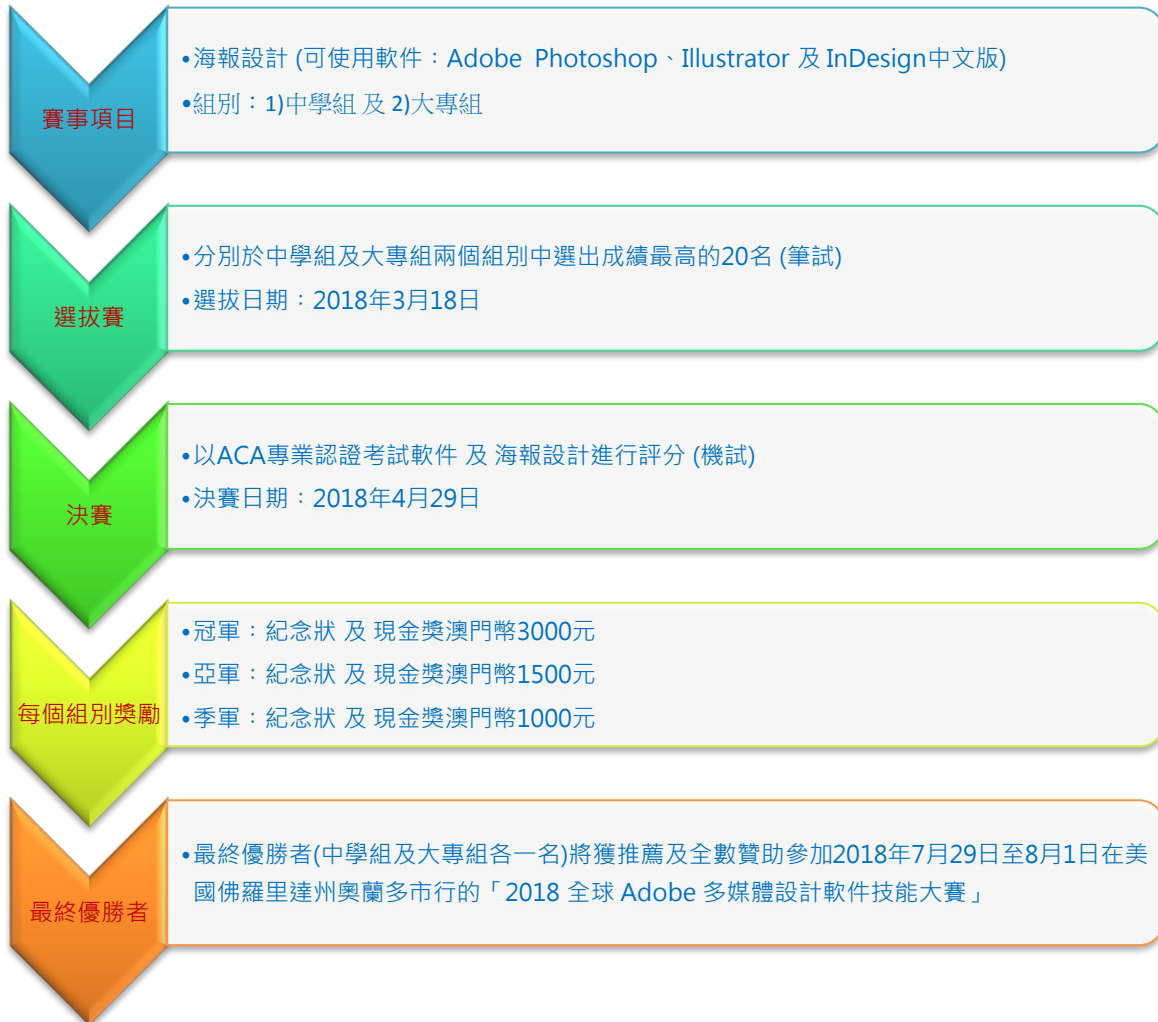 賽事項目
•海報設計 (可使用軟件：Adobe Photoshop、Illustrator 及 InDesign中文版)
•組別：1)中學組 及 2)大專組
選拔賽
•分別於中學組及大專組兩個組別中選出成績最高的20名 (筆試)
•選拔日期：2018年3月18日
決賽
•以ACA專業認證考試軟件 及 海報設計進行評分 (機試)
•決賽日期：2018年4月29日
每個組別獎勵
•冠軍：紀念狀 及 現金獎澳門幣3000元
•亞軍：紀念狀 及 現金獎澳門幣1500元
•季軍：紀念狀 及 現金獎澳門幣1000元
最終優勝者
•最終優勝者(中學組及大專組各一名)將獲推薦及全數贊助參加2018年7月29日至8月1日在美
國佛羅里達州奧蘭多市行的「2018 全球 Adobe 多媒體設計軟件技能大賽」